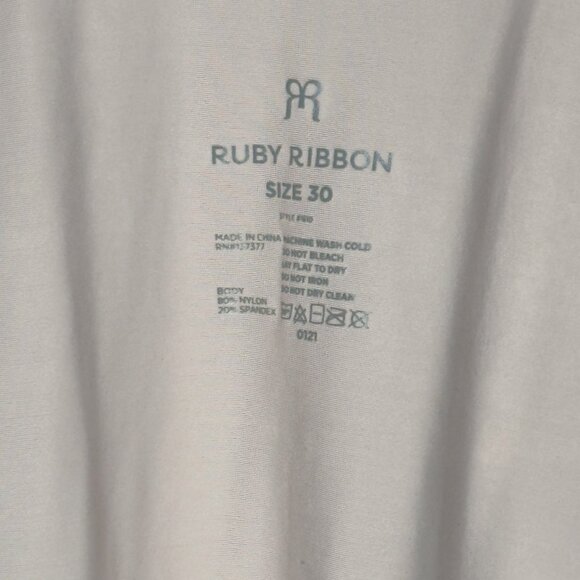 RUBY RIBBON
SIZE 30
STYLE
MADE IN CHINA
MACHINE WASH COLD
DO NOT BLEACH
LAY FLAT TO DRY
DO NOT IRON
DO NOT DRY CLEAN
BODY
80% NYLON
20% SPANDEX
0121